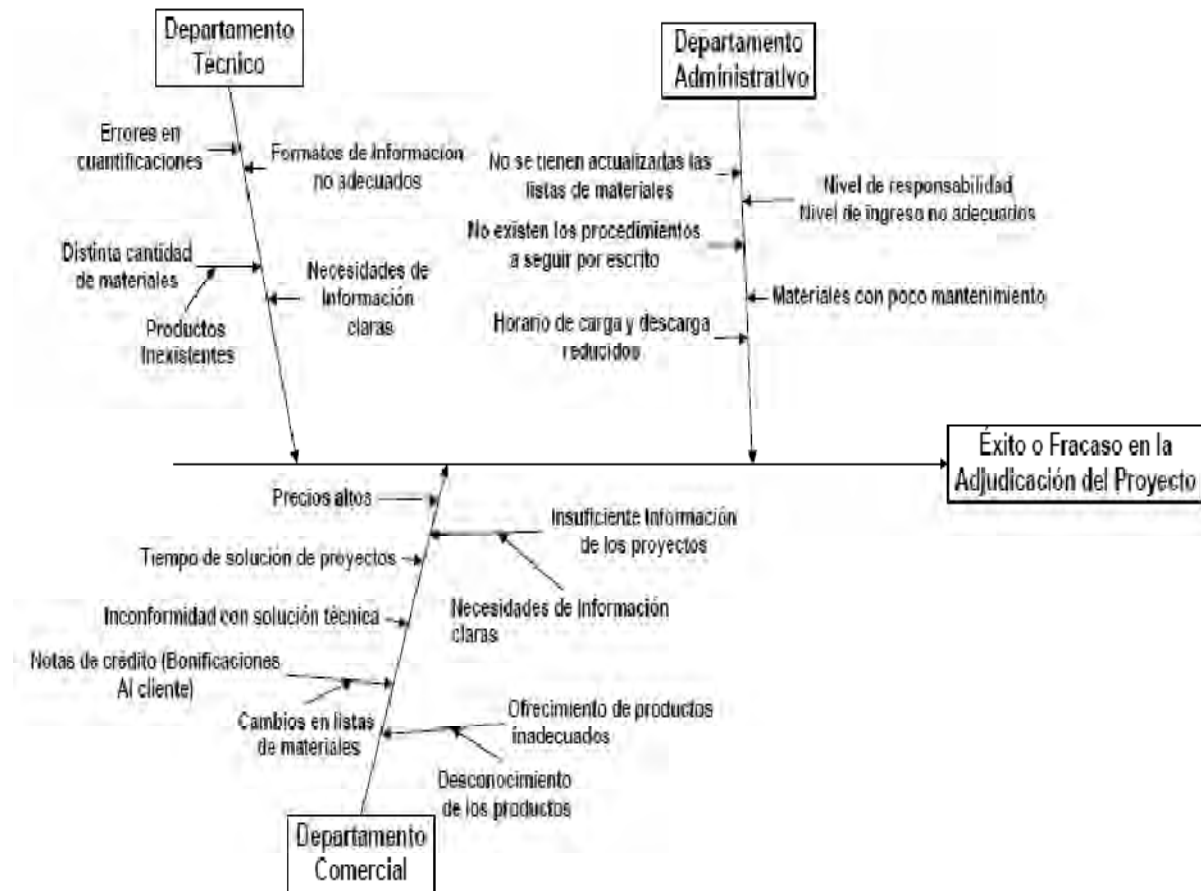 Departamento
Técnico
Departamento
Administrativo
Errores en
cuantificaciones
Formatos de Información
no adecuados
Distinta cantidad
de materiales
Productos
Inexistentes
Necesidades de
Información
claras
No se tienen actualizadas las
listas de materiales
Nivel de responsabilidad
Nivel de ingreso no adecuados
No existen los procedimientos
a seguir por escrito
Materiales con poco mantenimiento
Horario de carga y descarga
reducidos
Éxito o Fracaso en la
Adjudicación del Proyecto
Precios altos
Insuficiente Información
de los proyectos
Tiempo de solución de proyectos
Necesidades de Información
claras
Inconformidad con solución técnica
Notas de crédito (Bonificaciones
Al cliente)
Cambios en listas
de materiales
Ofrecimiento de productos
inadecuados
Desconocimiento
de los productos
Departamento
Comercial